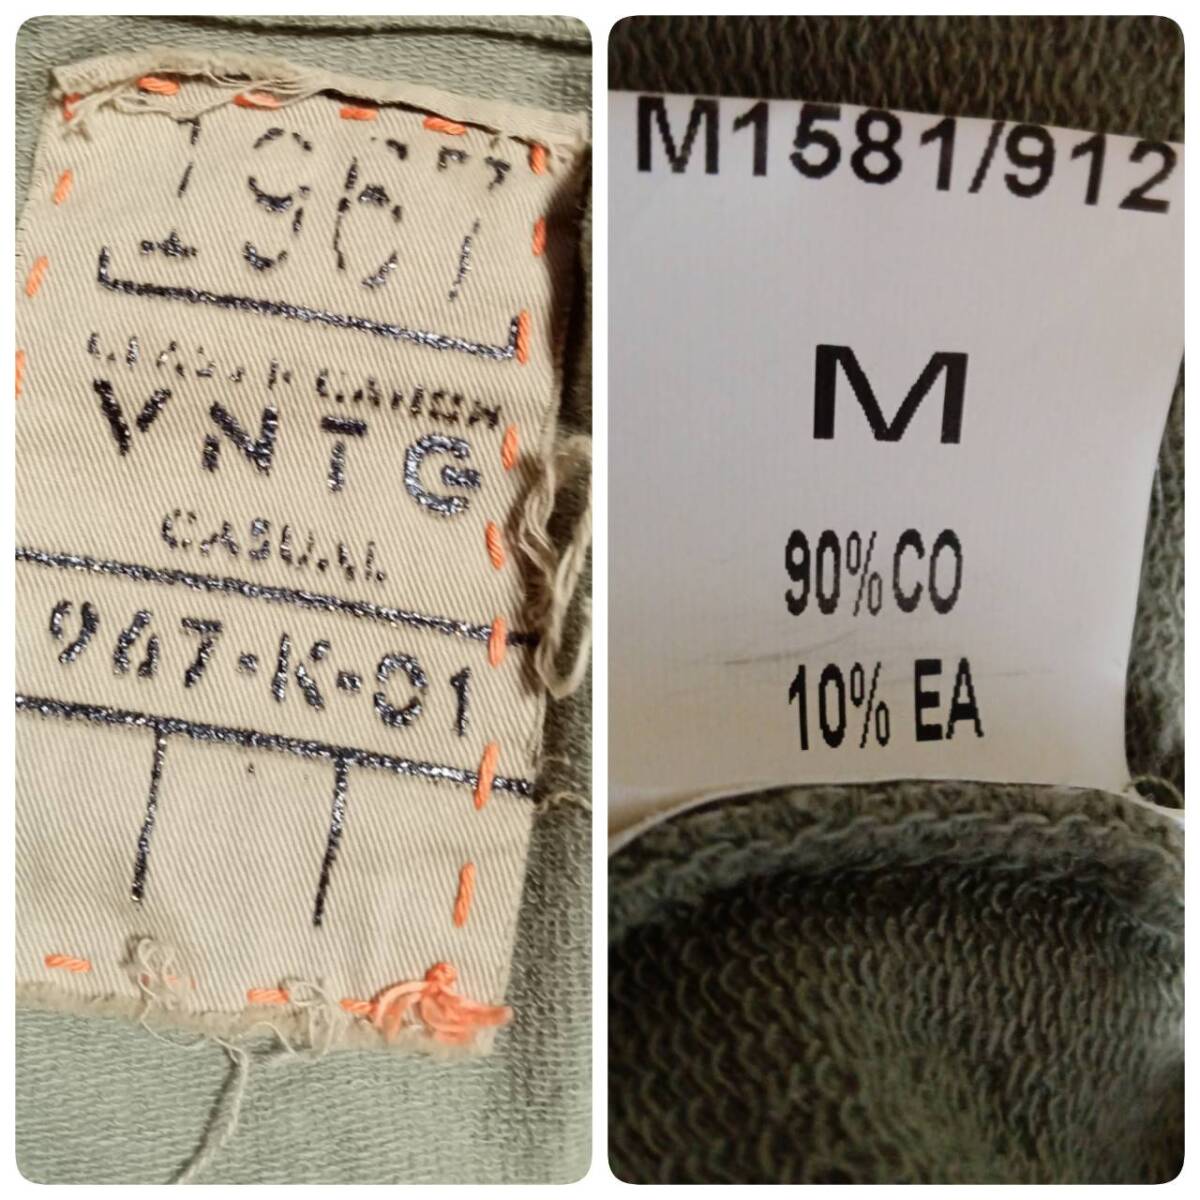 1967
VNTG
CASUAL
967-K-01
M1581/912
M
90%CO
10% EA